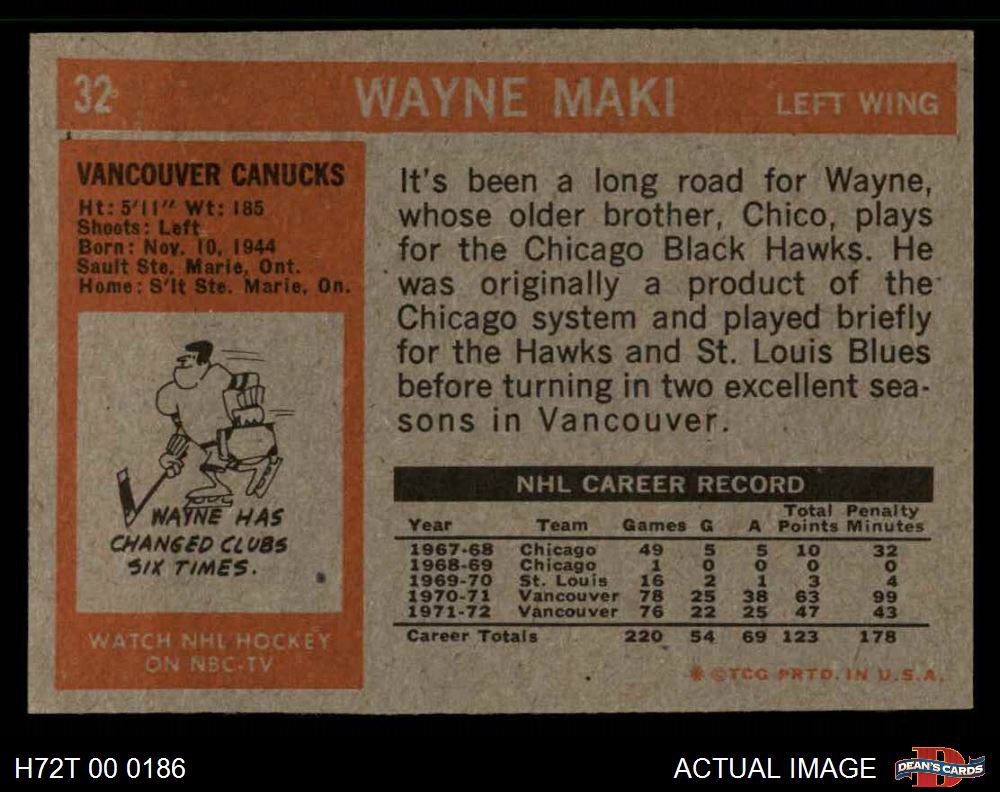 32
WAYNE MAKI
LEFT WING
VANCOUVER CANUCKS
Ht: 5'11" Wt: 185
Shoots: Left
Born: Nov. 10, 1944
Sault Ste. Marie, Ont.
Home: S'lt Ste. Marie, On.
WAYNE HAS
CHANGED CLUBS
SIX TIMES.
WATCH NHL HOCKEY
ON NBC-TV
It's been a long road for Wayne,
whose older brother, Chico, plays
for the Chicago Black Hawks. He
was originally a product of the
Chicago system and played briefly
for the Hawks and St. Louis Blues
before turning in two excellent sea-
sons in Vancouver.
NHL CAREER RECORD
Year Team Games G A Total Points Penalty Minutes
1967-68 Chicago 49 5 5 10 32
1968-69 Chicago 1 0 0 0 0
1969-70 St. Louis 16 2 1 3 4
1970-71 Vancouver 78 25 38 63 99
1971-72 Vancouver 76 22 25 47 43
Career Totals 220 54 69 123 178
* ©TCG PRTD. IN U.S.A.
H72T 00 0186
ACTUAL IMAGE
DEAN'S CARDS